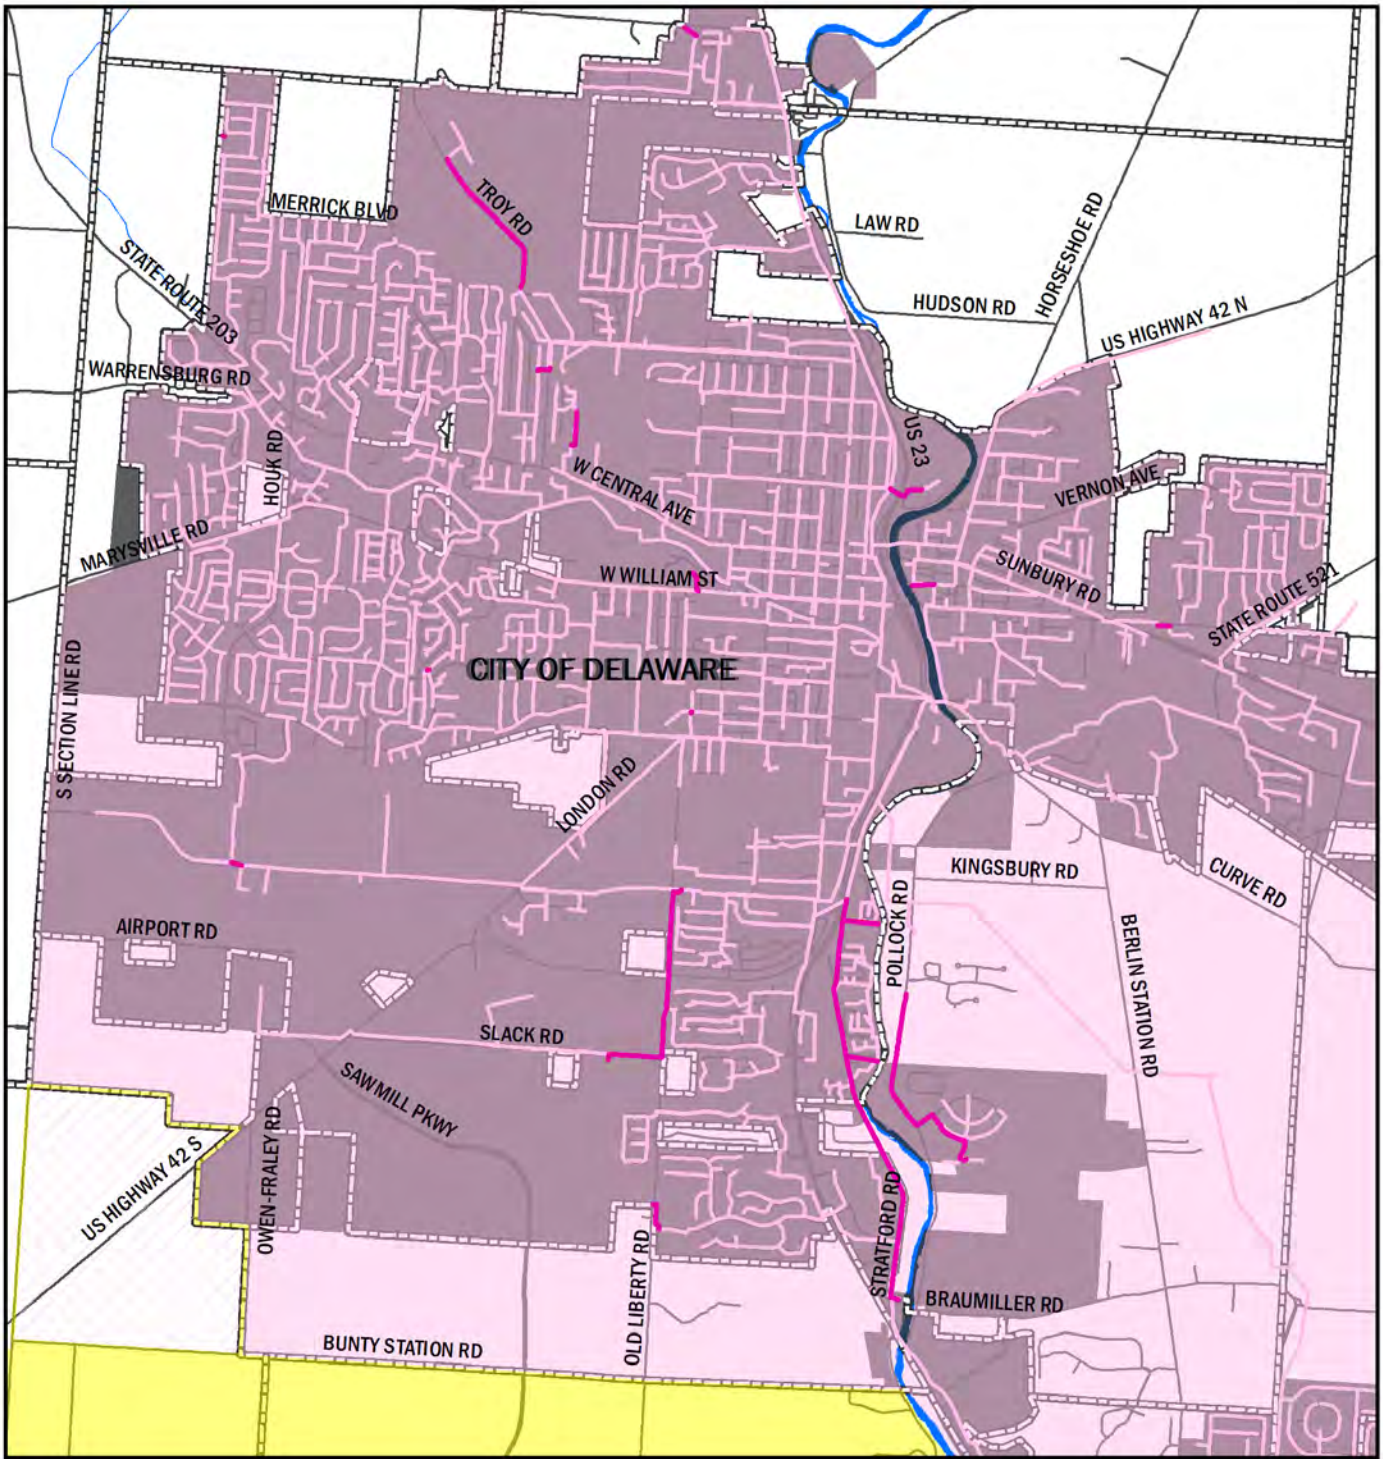 MERRICK BLVD
TROY RD
LAW RD
HORSESHOE RD
STATE ROUTE 203
HUDSON RD
US HIGHWAY 42 N
WARRENSBURG RD
US 23
HOUK RD
W CENTRAL AVE
VERNON AVE
MARYSVILLE RD
W WILLIAM ST
SUNBURY RD
STATE ROUTE 521
CITY OF DELAWARE
S SECTION LINE RD
LONDON RD
KINGSBURY RD
CURVE RD
POLLOCK RD
AIRPORT RD
BERLIN STATION RD
SLACK RD
SAWMILL PKWY
OWEN-FRALEY RD
US HIGHWAY 42 S
STRATFORD RD
OLD LIBERTY RD
BRAUMILLER RD
BUNTY STATION RD